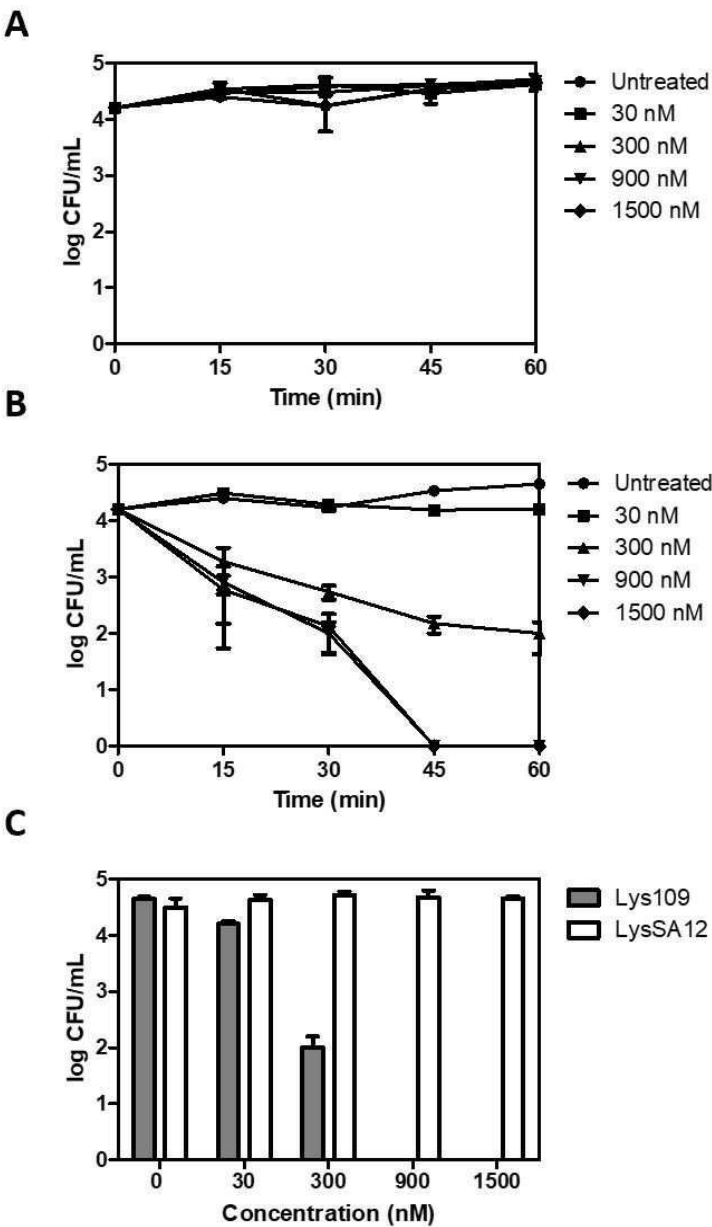 A
log CFU/mL
5
4
3
2
1
0
0 15 30 45 60
Time (min)
Untreated
30 nM
300 nM
900 nM
1500 nM
B
log CFU/mL
5
4
3
2
1
0
0 15 30 45 60
Time (min)
Untreated
30 nM
300 nM
900 nM
1500 nM
C
log CFU/mL
5
4
3
2
1
0
0 30 300 900 1500
Concentration (nM)
Lys109
LysSA12